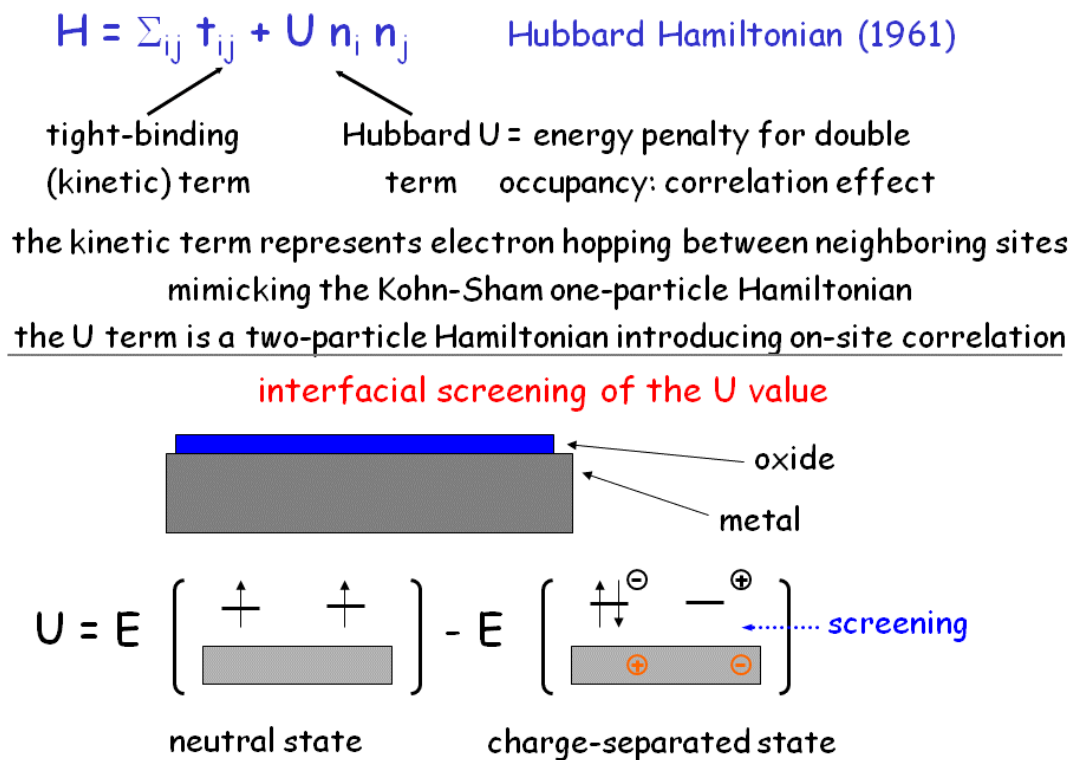 H = Σij tij + U ni nj Hubbard Hamiltonian (1961)
tight-binding Hubbard U = energy penalty for double
(kinetic) term term occupancy: correlation effect
the kinetic term represents electron hopping between neighboring sites
mimicking the Kohn-Sham one-particle Hamiltonian
the U term is a two-particle Hamiltonian introducing on-site correlation
interfacial screening of the U value
oxide
metal
U = E ( ) - E ( ) screening
neutral state charge-separated state